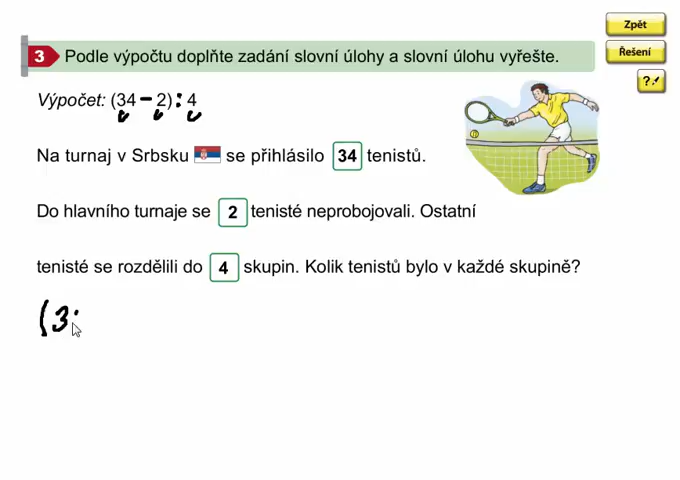 Zpět
3 Podle výpočtu doplňte zadání slovní úlohy a slovní úlohu vyřešte.
Řešení
?
Výpočet: (34 – 2) : 4
Na turnaj v Srbsku se přihlásilo 34 tenistů.
Do hlavního turnaje se 2 tenisté neprobojovali. Ostatní
tenisté se rozdělili do 4 skupin. Kolik tenistů bylo v každé skupině?
(3